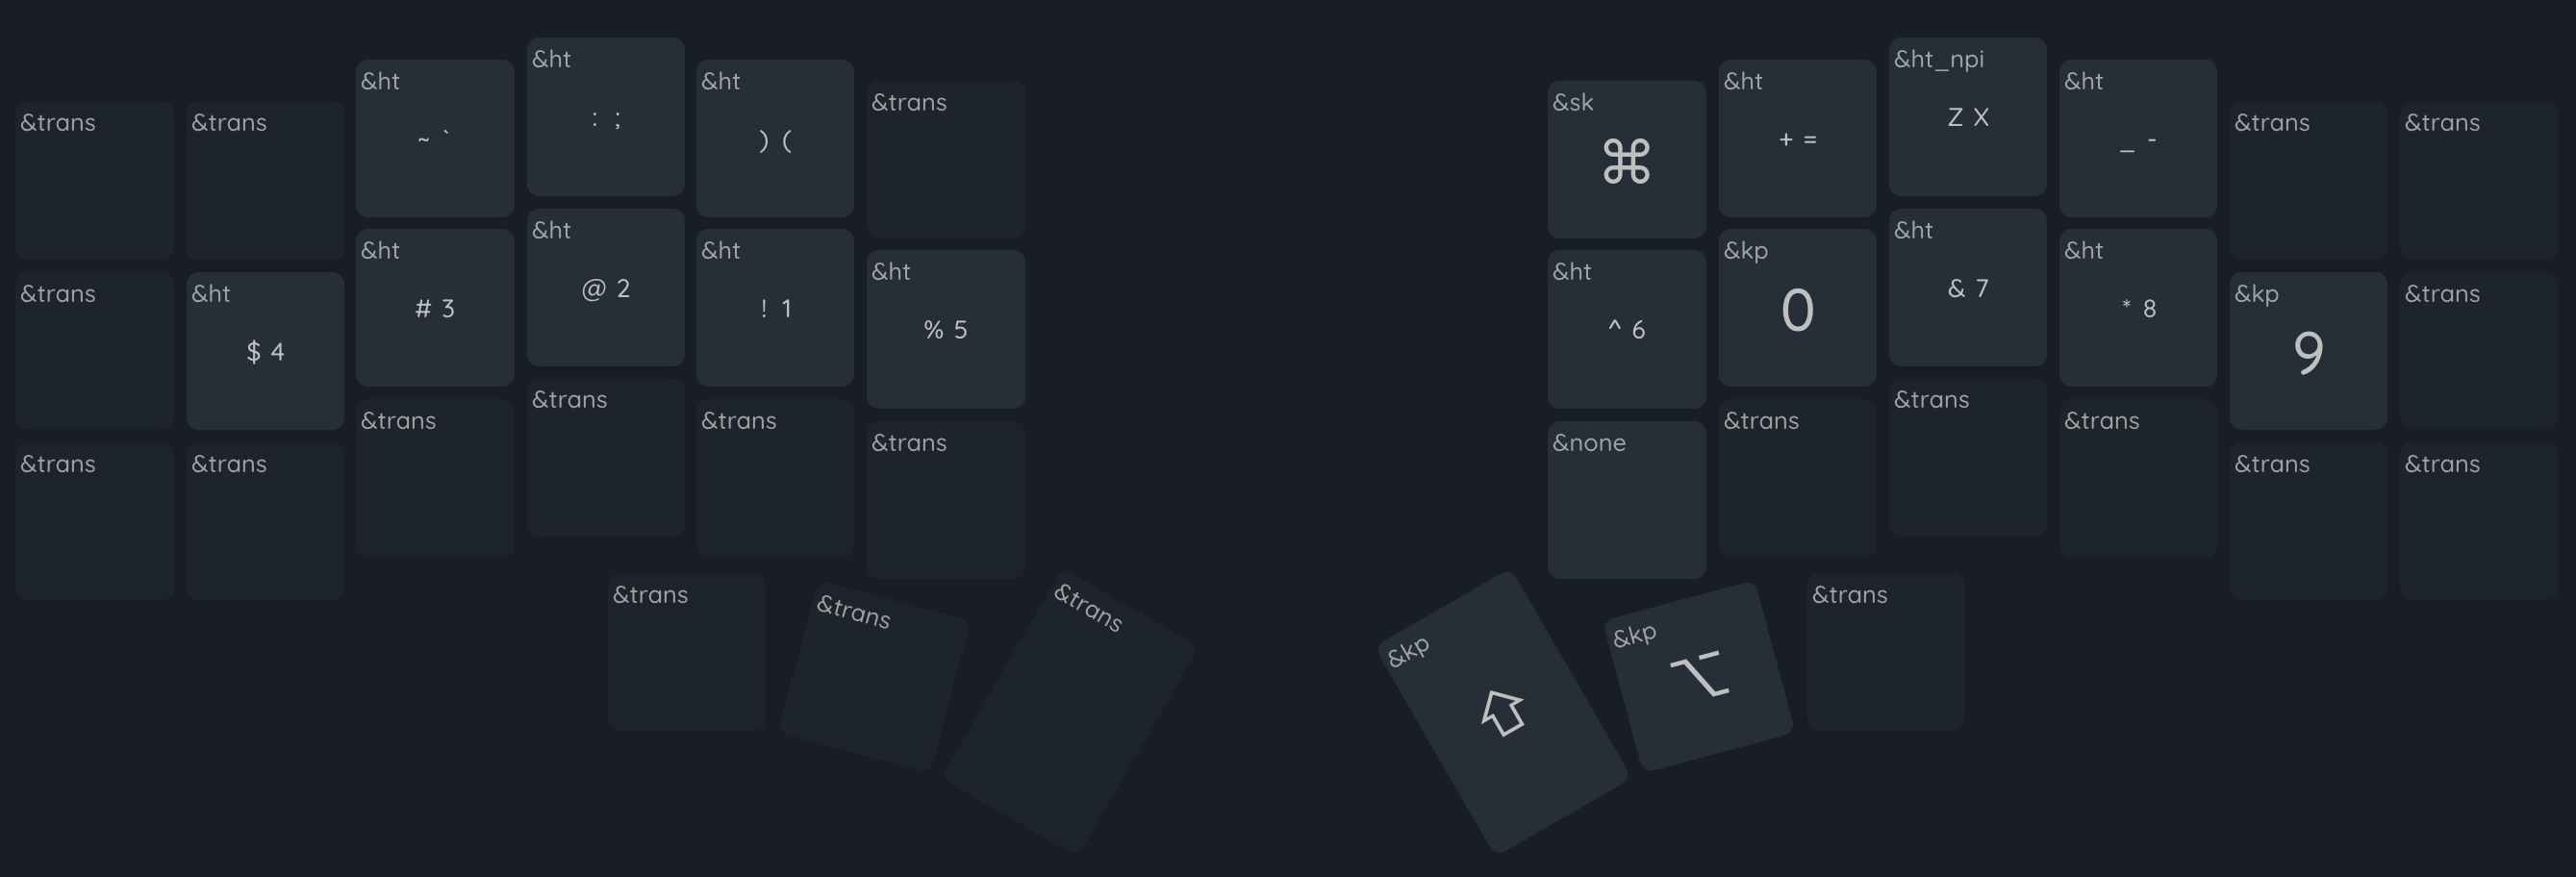 &trans &trans &ht &ht &ht &trans &sk &ht &ht_npi &ht &trans &trans
~ ` : ; ) ( ⌘ + = Z X _ -
&trans &ht &ht &ht &ht &ht &ht &kp &ht &ht &kp &trans
$ 4 # 3 @ 2 ! 1 % 5 ^ 6 0 & 7 * 8 9
&trans &trans &trans &trans &trans &trans &none &trans &trans &trans &trans &trans
&trans &trans &trans &kp &kp &trans
⇧ ⌥